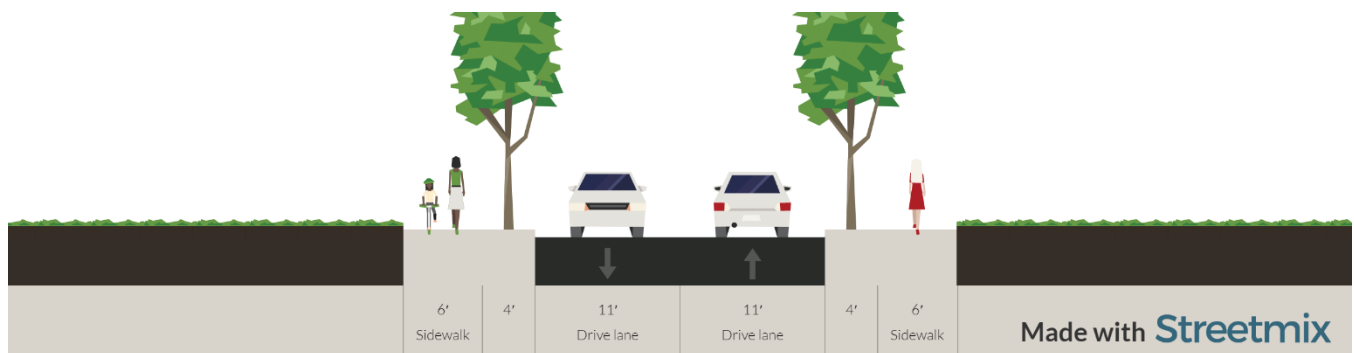 6′ 4′ 11′ 11′ 4′ 6′
Sidewalk Drive lane Drive lane Sidewalk
Made with Streetmix